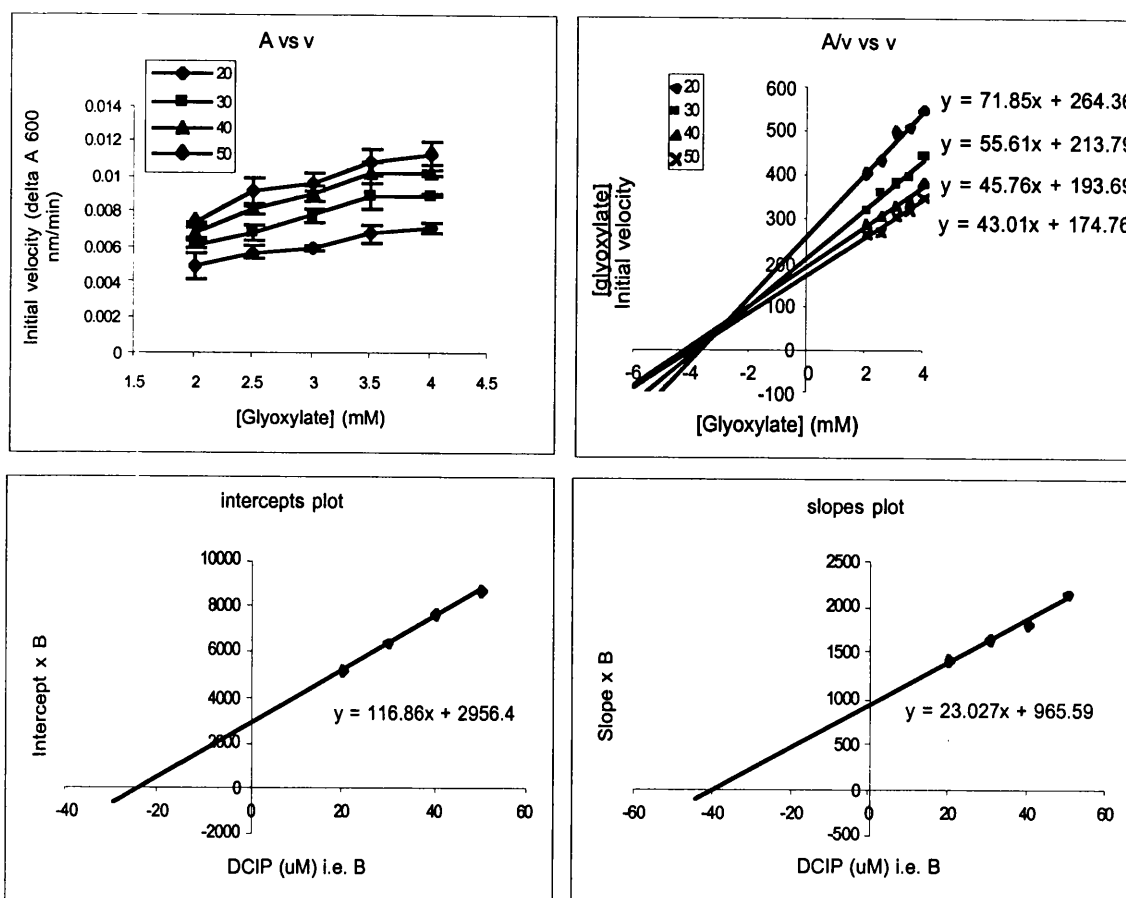 A vs v
20
30
40
50
0.014
0.012
0.01
0.008
0.006
0.004
0.002
0
1.5 2 2.5 3 3.5 4 4.5
Initial velocity (delta A 600
nm/min)
[Glyoxylate] (mM)
A/v vs v
20
30
40
50
600
500
400
300
200
100
0
-100
-6 -4 -2 0 2 4
[glyoxylate]
Initial velocity
[Glyoxylate] (mM)
y = 71.85x + 264.36
y = 55.61x + 213.79
y = 45.76x + 193.69
y = 43.01x + 174.76
intercepts plot
10000
8000
6000
4000
2000
0
-2000
-40 -20 0 20 40 60
Intercept x B
y = 116.86x + 2956.4
DCIP (uM) i.e. B
slopes plot
2500
2000
1500
1000
500
0
-500
-60 -40 -20 0 20 40 60
Slope x B
y = 23.027x + 965.59
DCIP (uM) i.e. B